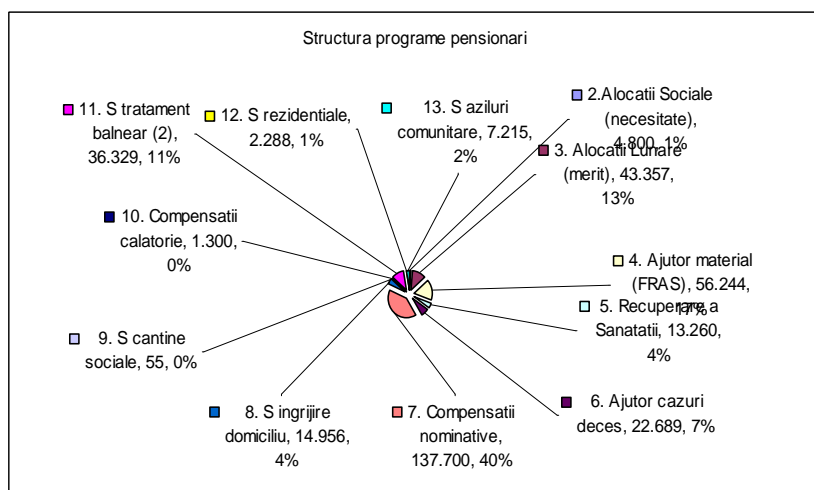 Structura programe pensionari
11. S tratament
balnear (2),
36.329, 11%
12. S rezidentiale,
2.288, 1%
13. S aziluri
comunitare, 7.215,
2%
2.Alocatii Sociale
(necesitate),
4.800, 1%
3. Alocatii Lunare
(merit), 43.357,
13%
10. Compensatii
calatorie, 1.300,
0%
4. Ajutor material
(FRAS), 56.244,
17%
5. Recuperare a
Sanatatii, 13.260,
4%
9. S cantine
sociale, 55, 0%
8. S ingrijire
domiciliu, 14.956,
4%
7. Compensatii
nominative,
137.700, 40%
6. Ajutor cazuri
deces, 22.689, 7%